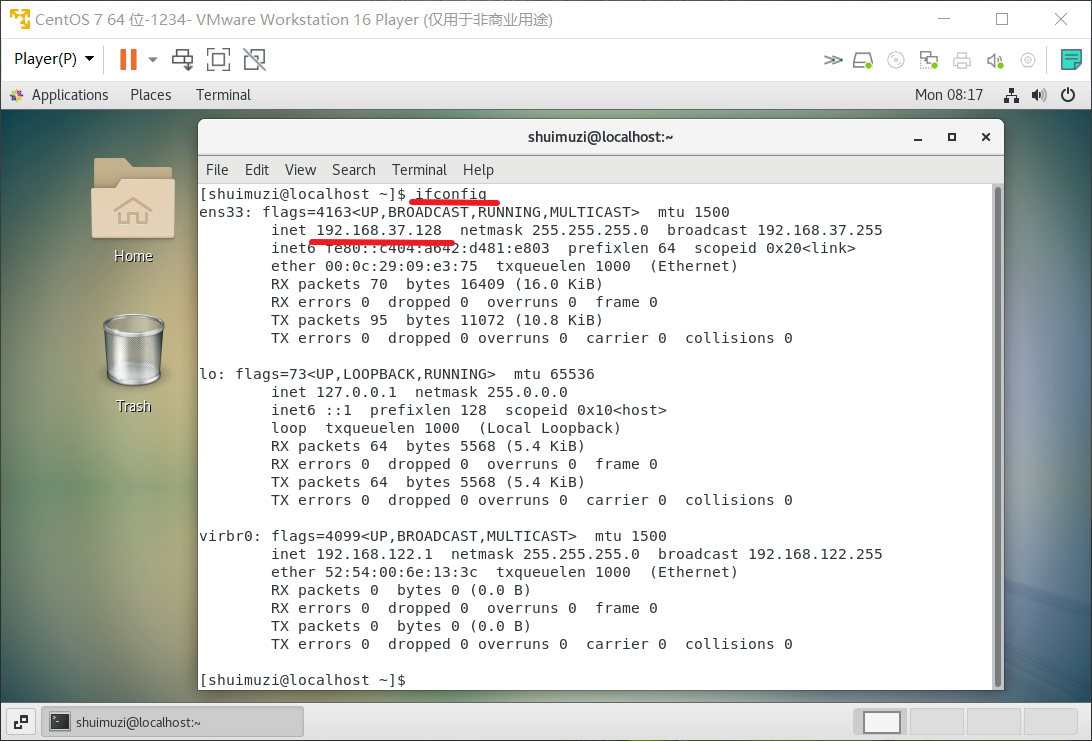 CentOS 7 64 位-1234- VMware Workstation 16 Player (仅用于非商业用途)
Player(P)
Applications Places Terminal Mon 08:17
shuimuzi@localhost:~
File Edit View Search Terminal Help
[shuimuzi@localhost ~]$ ifconfig
ens33: flags=4163<UP,BROADCAST,RUNNING,MULTICAST>  mtu 1500
        inet 192.168.37.128  netmask 255.255.255.0  broadcast 192.168.37.255
        inet6 fe80::c404:a642:d481:e803  prefixlen 64  scopeid 0x20<link>
        ether 00:0c:29:09:e3:75  txqueuelen 1000  (Ethernet)
        RX packets 70  bytes 16409 (16.0 KiB)
        RX errors 0  dropped 0  overruns 0  frame 0
        TX packets 95  bytes 11072 (10.8 KiB)
        TX errors 0  dropped 0 overruns 0  carrier 0  collisions 0
lo: flags=73<UP,LOOPBACK,RUNNING>  mtu 65536
        inet 127.0.0.1  netmask 255.0.0.0
        inet6 ::1  prefixlen 128  scopeid 0x10<host>
        loop  txqueuelen 1000  (Local Loopback)
        RX packets 64  bytes 5568 (5.4 KiB)
        RX errors 0  dropped 0  overruns 0  frame 0
        TX packets 64  bytes 5568 (5.4 KiB)
        TX errors 0  dropped 0 overruns 0  carrier 0  collisions 0
virbr0: flags=4099<UP,BROADCAST,MULTICAST>  mtu 1500
        inet 192.168.122.1  netmask 255.255.255.0  broadcast 192.168.122.255
        ether 52:54:00:6e:13:3c  txqueuelen 1000  (Ethernet)
        RX packets 0  bytes 0 (0.0 B)
        RX errors 0  dropped 0  overruns 0  frame 0
        TX packets 0  bytes 0 (0.0 B)
        TX errors 0  dropped 0 overruns 0  carrier 0  collisions 0
[shuimuzi@localhost ~]$
Home
Trash
shuimuzi@localhost:~